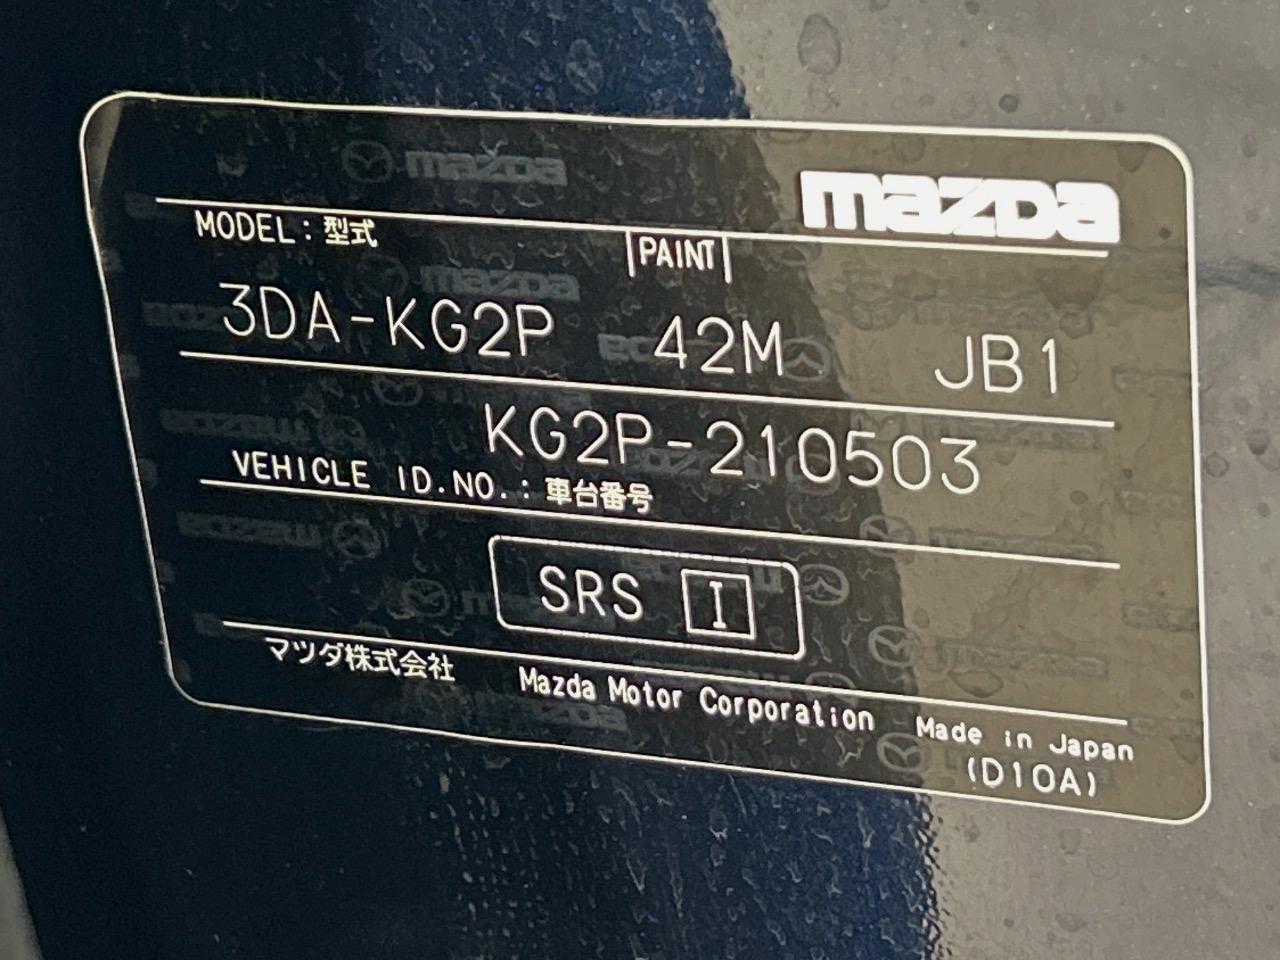 mazda
MODEL：型式 PAINT
3DA-KG2P 42M JB1
KG2P-210503
VEHICLE ID.NO.：車台番号
SRS I
マツダ株式会社 Mazda Motor Corporation Made in Japan
(D10A)